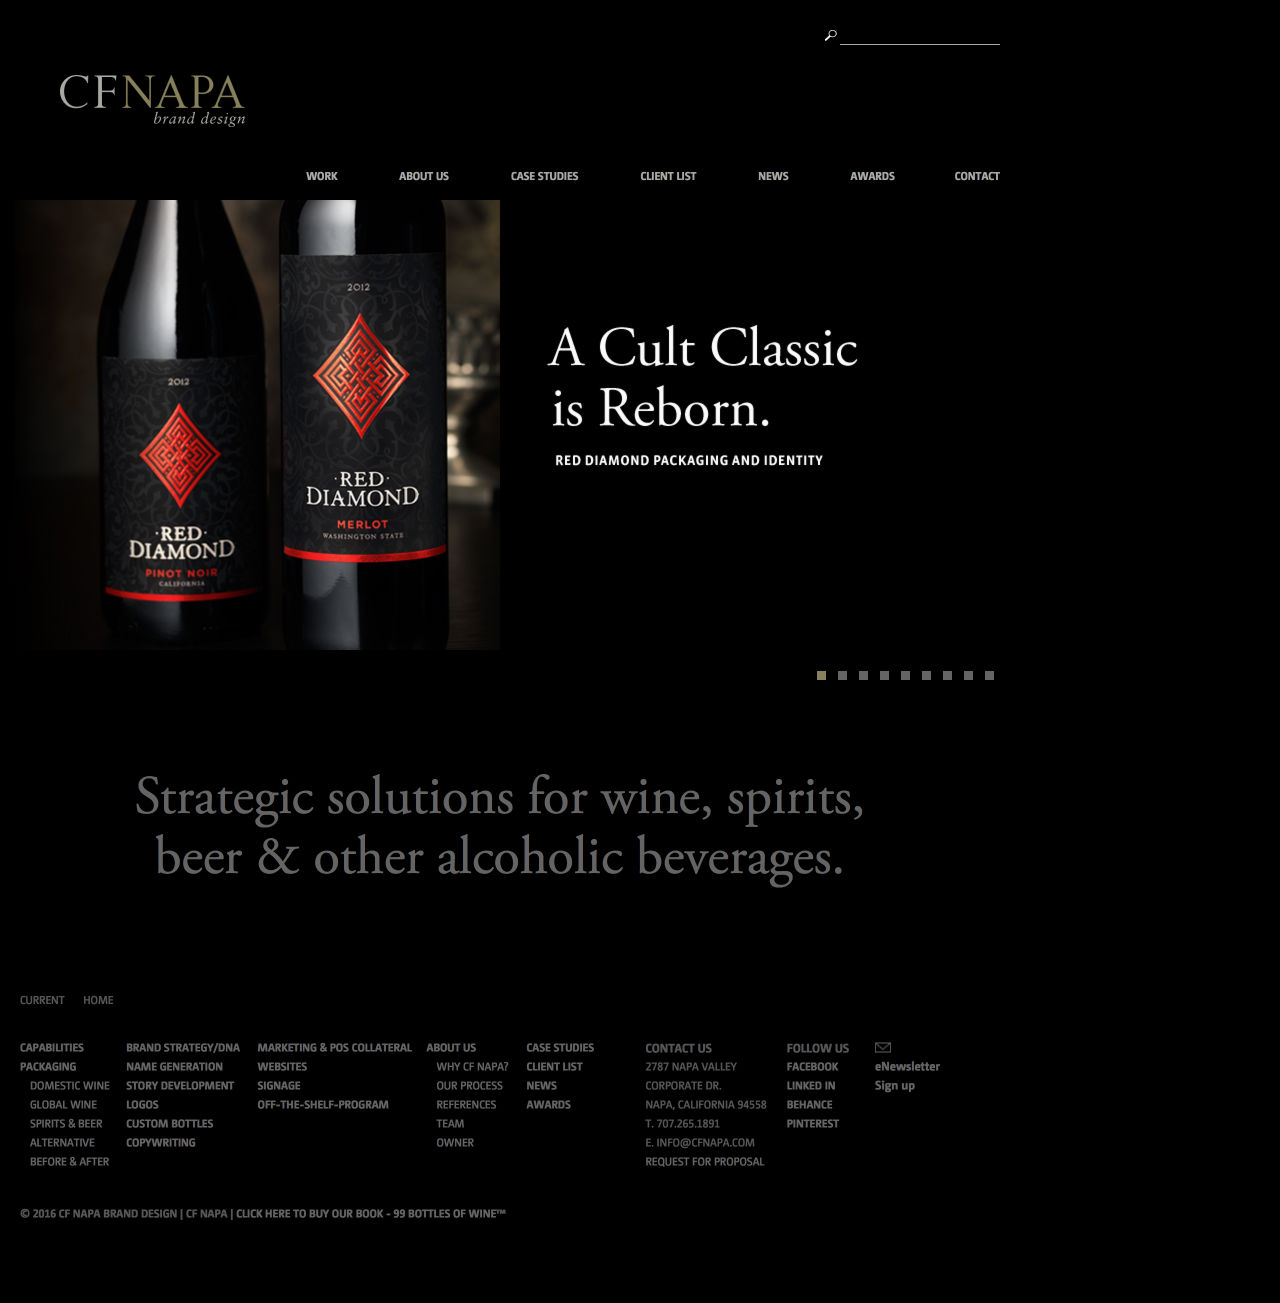 CFNAPA
brand design
WORK ABOUT US CASE STUDIES CLIENT LIST NEWS AWARDS CONTACT
2012
RED
DIAMOND
PINOT NOIR
CALIFORNIA
2012
·RED·
DIAMOND
MERLOT
WASHINGTON STATE
A Cult Classic
is Reborn.
RED DIAMOND PACKAGING AND IDENTITY
Strategic solutions for wine, spirits,
beer & other alcoholic beverages.
CURRENT HOME
CAPABILITIES
PACKAGING
DOMESTIC WINE
GLOBAL WINE
SPIRITS & BEER
ALTERNATIVE
BEFORE & AFTER
BRAND STRATEGY/DNA
NAME GENERATION
STORY DEVELOPMENT
LOGOS
CUSTOM BOTTLES
COPYWRITING
MARKETING & POS COLLATERAL
WEBSITES
SIGNAGE
OFF-THE-SHELF-PROGRAM
ABOUT US
WHY CF NAPA?
OUR PROCESS
REFERENCES
TEAM
OWNER
CASE STUDIES
CLIENT LIST
NEWS
AWARDS
CONTACT US
2787 NAPA VALLEY
CORPORATE DR.
NAPA, CALIFORNIA 94558
T. 707.265.1891
E. INFO@CFNAPA.COM
REQUEST FOR PROPOSAL
FOLLOW US
FACEBOOK
LINKED IN
BEHANCE
PINTEREST
eNewsletter
Sign up
© 2016 CF NAPA BRAND DESIGN | CF NAPA | CLICK HERE TO BUY OUR BOOK - 99 BOTTLES OF WINE™